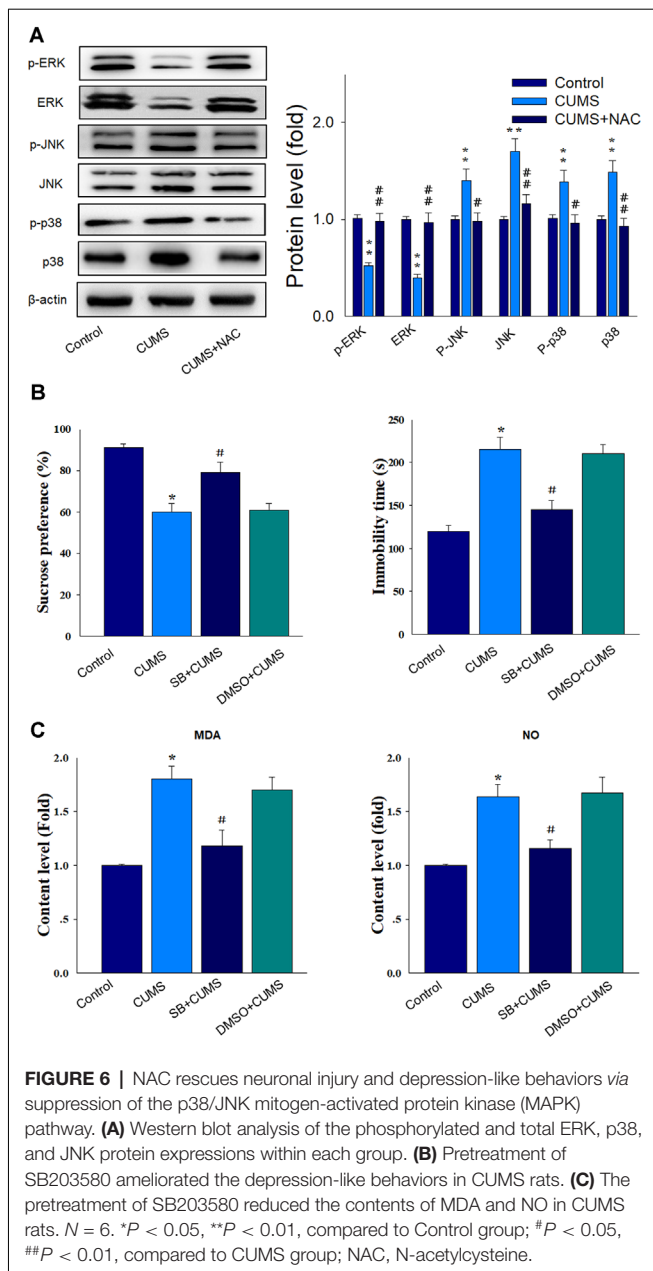 A
p-ERK
ERK
p-JNK
JNK
p-p38
p38
β-actin
Control CUMS CUMS+NAC
Protein level (fold)
2.0
1.0
0.0
Control
CUMS
CUMS+NAC
** ## ** ## ** # ** ## ** # ** ##
p-ERK ERK P-JNK JNK P-p38 p38
B
Sucrose preference (%)
100
80
60
40
20
0
* #
Control CUMS SB+CUMS DMSO+CUMS
Immobility time (s)
250
200
150
100
50
0
* #
Control CUMS SB+CUMS DMSO+CUMS
C
MDA
Content level (Fold)
2.0
1.5
1.0
.5
0.0
* #
Control CUMS SB+CUMS DMSO+CUMS
NO
Content level (fold)
2.0
1.5
1.0
.5
0.0
* #
Control CUMS SB+CUMS DMSO+CUMS
FIGURE 6 | NAC rescues neuronal injury and depression-like behaviors via
suppression of the p38/JNK mitogen-activated protein kinase (MAPK)
pathway. (A) Western blot analysis of the phosphorylated and total ERK, p38,
and JNK protein expressions within each group. (B) Pretreatment of
SB203580 ameliorated the depression-like behaviors in CUMS rats. (C) The
pretreatment of SB203580 reduced the contents of MDA and NO in CUMS
rats. N = 6. *P < 0.05, **P < 0.01, compared to Control group; #P < 0.05,
##P < 0.01, compared to CUMS group; NAC, N-acetylcysteine.